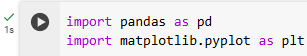 1s
import pandas as pd
import matplotlib.pyplot as plt